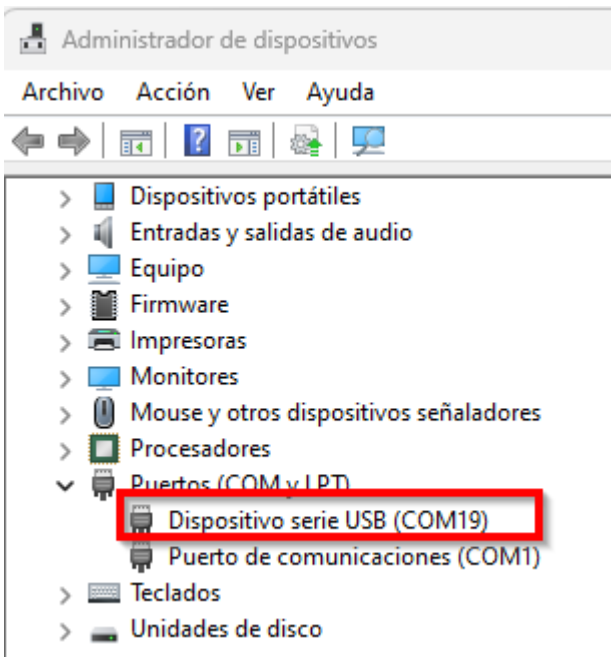 Administrador de dispositivos
Archivo Acción Ver Ayuda
?
Dispositivos portátiles
Entradas y salidas de audio
Equipo
Firmware
Impresoras
Monitores
Mouse y otros dispositivos señaladores
Procesadores
Puertos (COM y LPT)
Dispositivo serie USB (COM19)
Puerto de comunicaciones (COM1)
Teclados
Unidades de disco